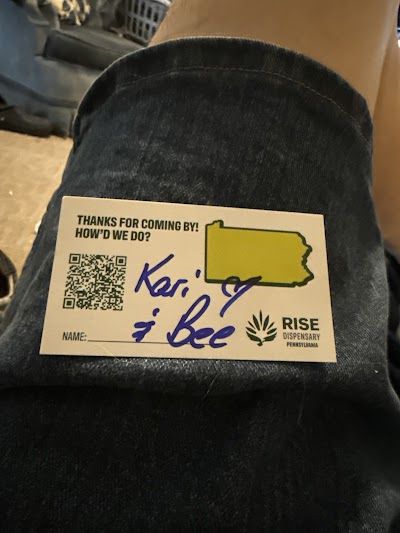 THANKS FOR COMING BY!
HOW'D WE DO?
Kari ♡
& Bee
NAME:
RISE
DISPENSARY
PENNSYLVANIA